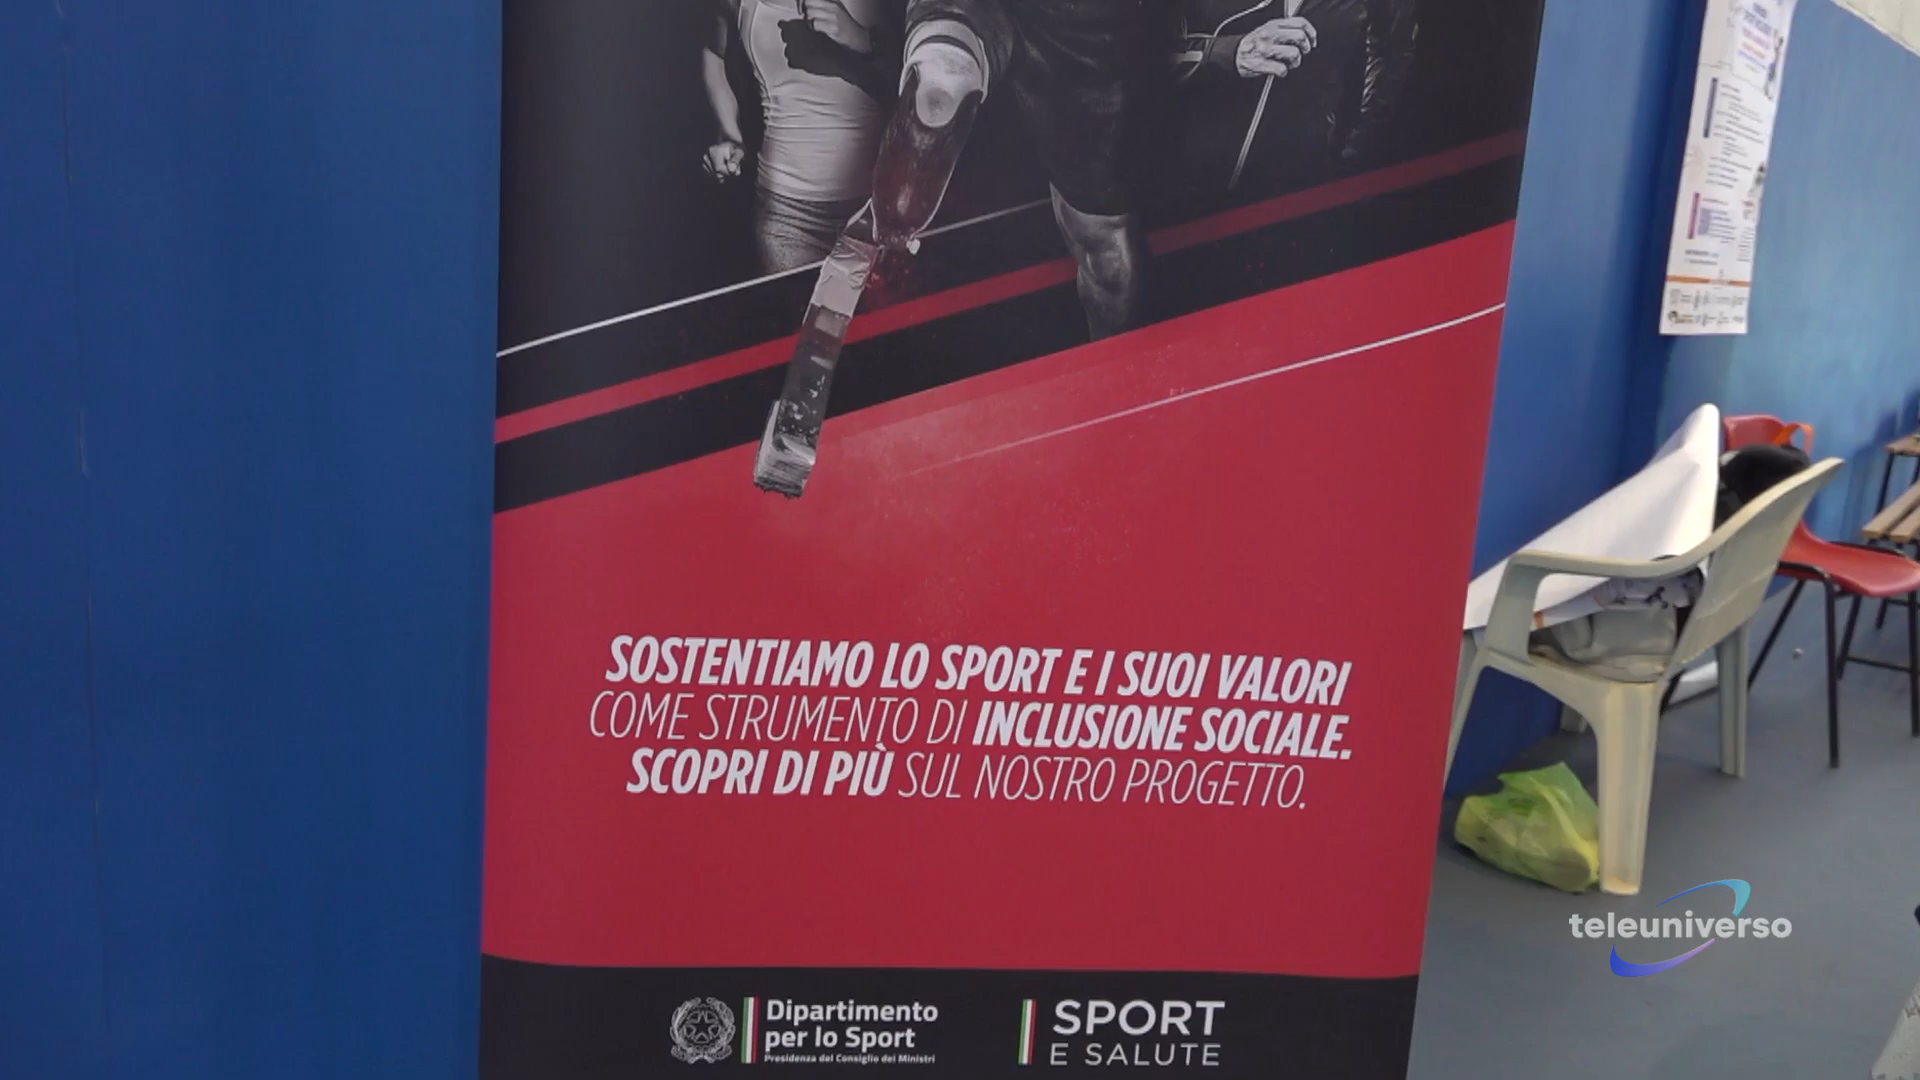 SOSTENTIAMO LO SPORT E I SUOI VALORI
COME STRUMENTO DI INCLUSIONE SOCIALE.
SCOPRI DI PIÙ SUL NOSTRO PROGETTO.
Dipartimento
per lo Sport
Presidenza del Consiglio dei Ministri
SPORT
E SALUTE
teleuniverso